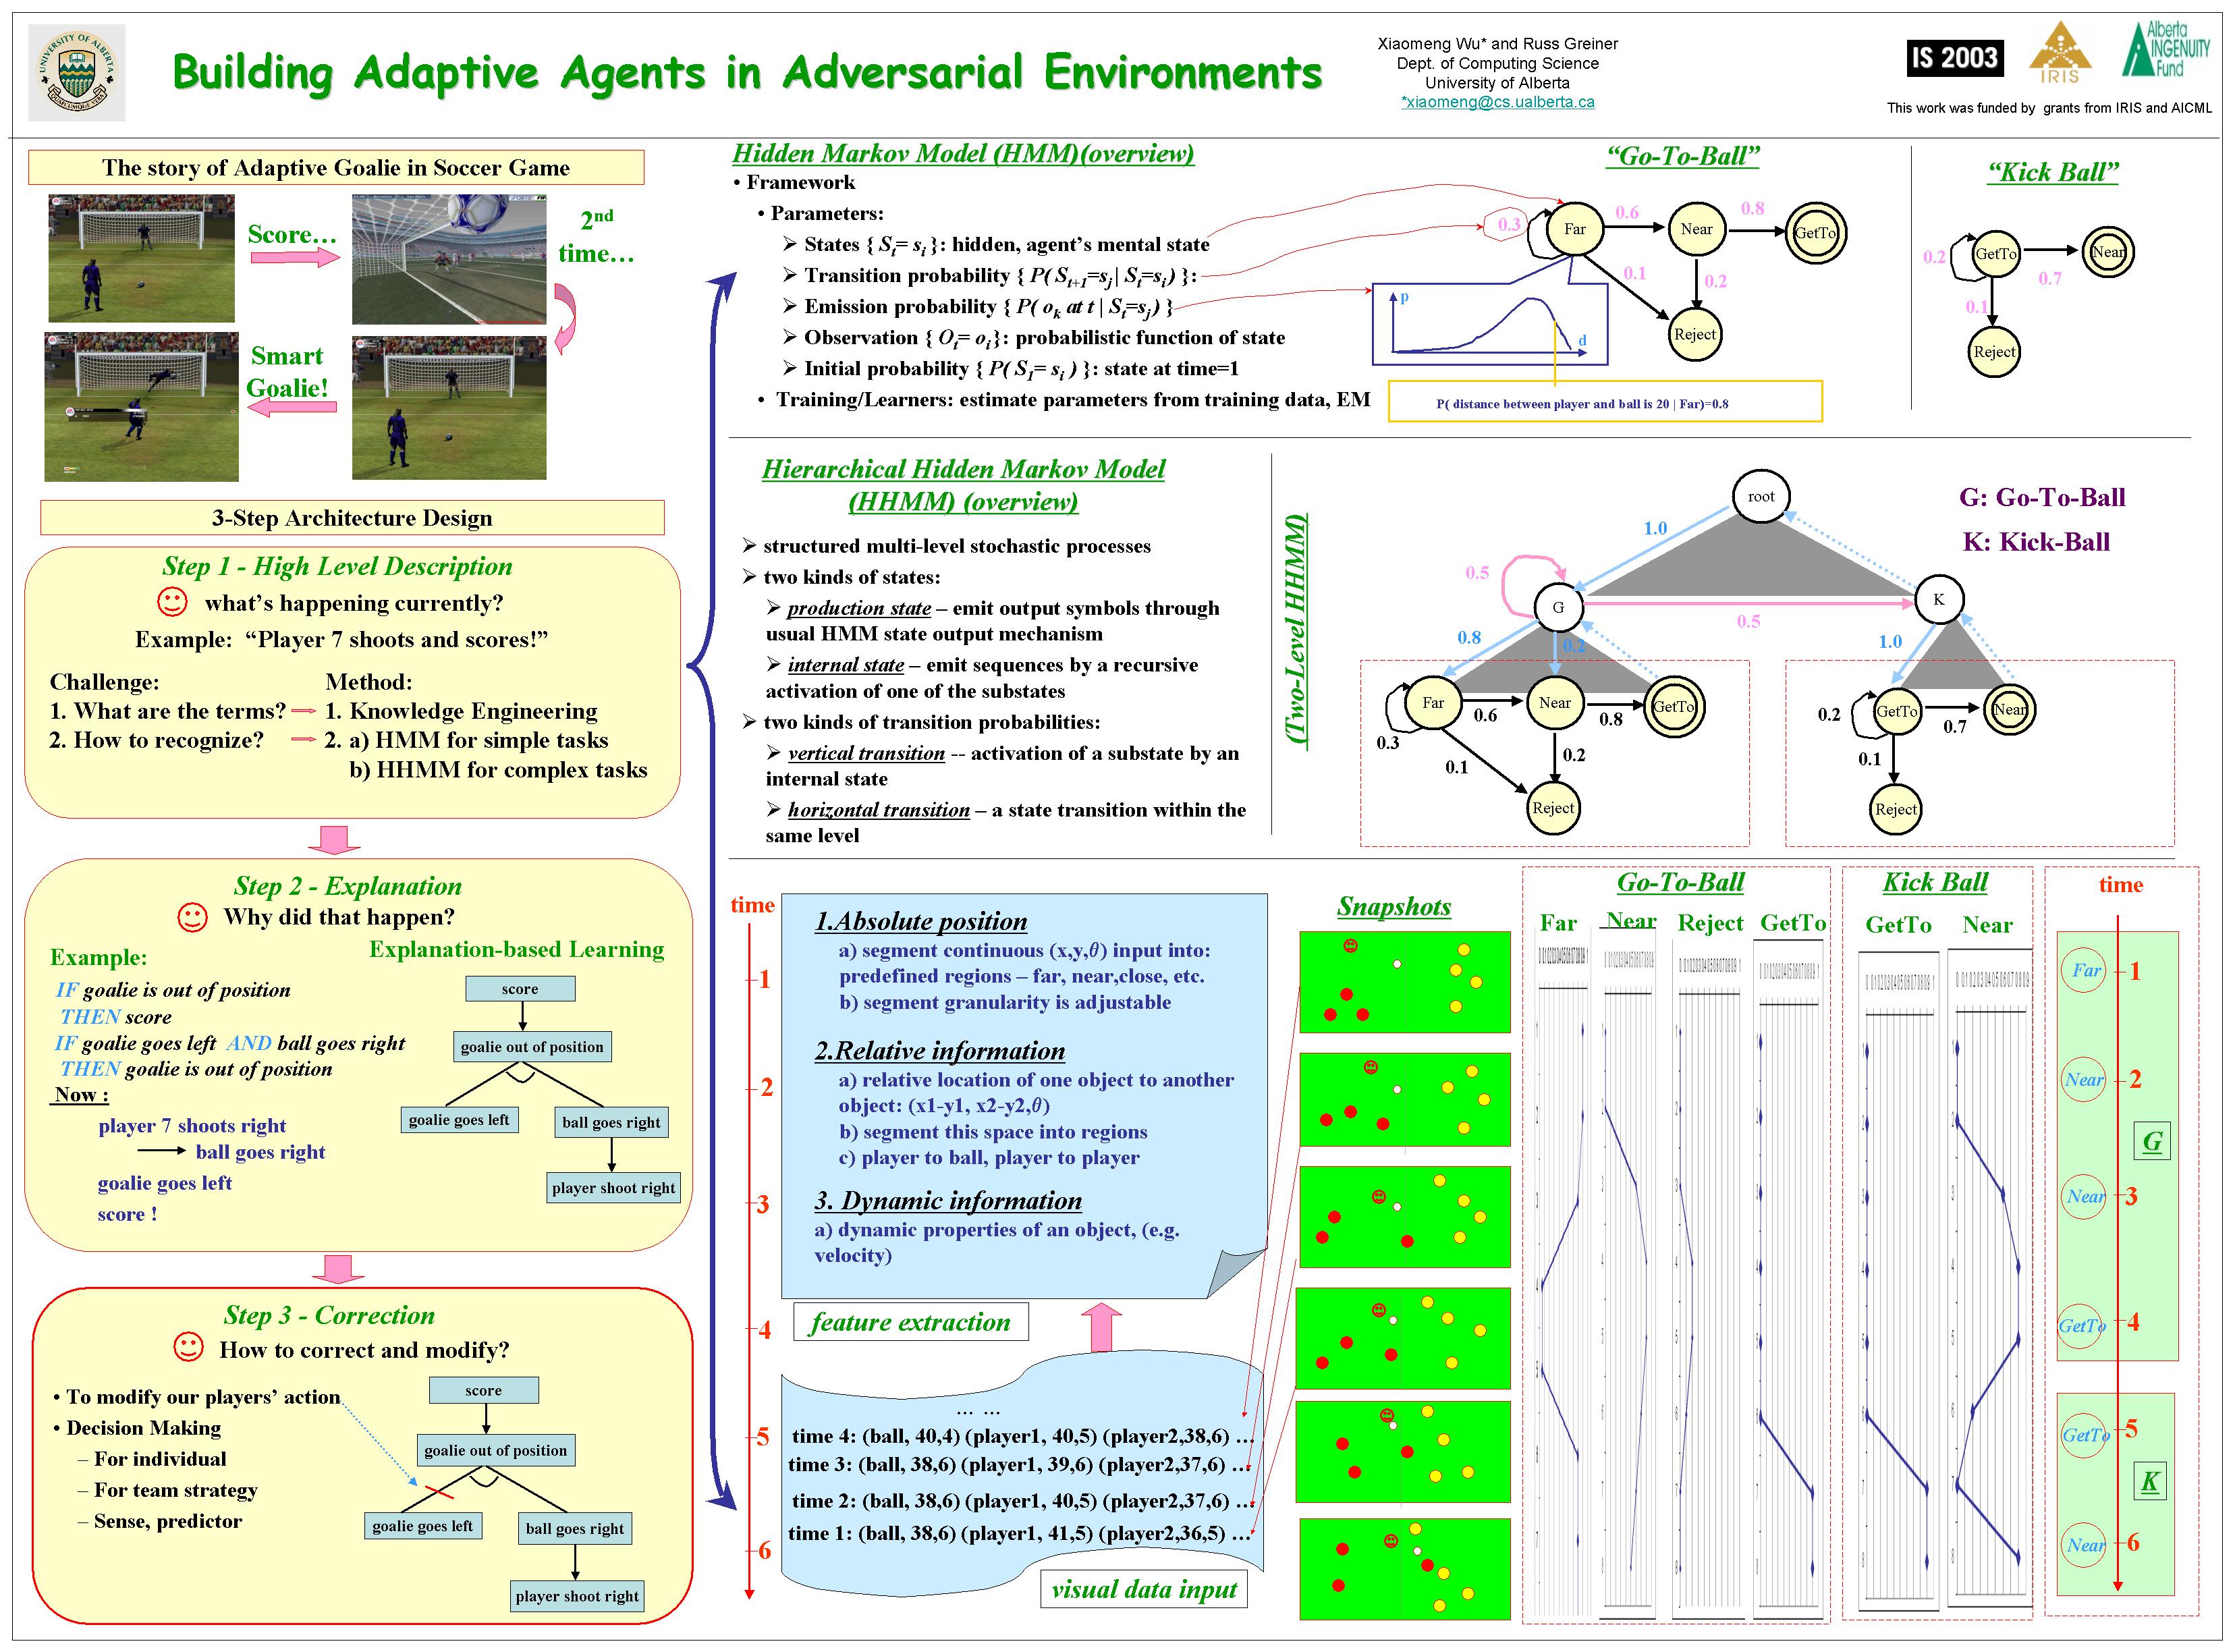 UNIVERSITY OF ALBERTA
Building Adaptive Agents in Adversarial Environments
Xiaomeng Wu* and Russ Greiner
Dept. of Computing Science
University of Alberta
*xiaomeng@cs.ualberta.ca
IS 2003
IRIS
Alberta
INGENUITY
Fund
This work was funded by grants from IRIS and AICML
The story of Adaptive Goalie in Soccer Game
Score…
2nd
time…
Smart
Goalie!
3-Step Architecture Design
Step 1 - High Level Description
what's happening currently?
Example: “Player 7 shoots and scores!”
Challenge: Method:
1. What are the terms? 1. Knowledge Engineering
2. How to recognize? 2. a) HMM for simple tasks
b) HHMM for complex tasks
Step 2 - Explanation
Why did that happen?
Explanation-based Learning
Example:
IF goalie is out of position
THEN score
IF goalie goes left AND ball goes right
THEN goalie is out of position
Now :
player 7 shoots right
ball goes right
goalie goes left
score !
score
goalie out of position
goalie goes left
ball goes right
player shoot right
Step 3 - Correction
How to correct and modify?
• To modify our players' action
• Decision Making
– For individual
– For team strategy
– Sense, predictor
score
goalie out of position
goalie goes left
ball goes right
player shoot right
Hidden Markov Model (HMM)(overview)
• Framework
• Parameters:
➢ States { St= si }: hidden, agent's mental state
➢ Transition probability { P( St+1=sj | St=si ) }:
➢ Emission probability { P( ok at t | St=sj ) }
➢ Observation { Ot= oi }: probabilistic function of state
➢ Initial probability { P( S1= si ) }: state at time=1
• Training/Learners: estimate parameters from training data, EM
“Go-To-Ball”
0.3
Far
0.6
Near
0.8
GetTo
0.1
0.2
Reject
p
d
P( distance between player and ball is 20 | Far)=0.8
“Kick Ball”
0.2
GetTo
0.7
Near
0.1
Reject
Hierarchical Hidden Markov Model
(HHMM) (overview)
➢ structured multi-level stochastic processes
➢ two kinds of states:
➢ production state – emit output symbols through
usual HMM state output mechanism
➢ internal state – emit sequences by a recursive
activation of one of the substates
➢ two kinds of transition probabilities:
➢ vertical transition -- activation of a substate by an
internal state
➢ horizontal transition – a state transition within the
same level
(Two-Level HHMM)
root
G: Go-To-Ball
K: Kick-Ball
1.0
0.5
G
0.5
K
0.8
0.2
1.0
Far
0.6
Near
0.8
GetTo
0.3
0.1
0.2
Reject
0.2
GetTo
0.7
Near
0.1
Reject
time
1
2
3
4
5
6
1.Absolute position
a) segment continuous (x,y,θ) input into:
predefined regions – far, near,close, etc.
b) segment granularity is adjustable
2.Relative information
a) relative location of one object to another
object: (x1-y1, x2-y2,θ)
b) segment this space into regions
c) player to ball, player to player
3. Dynamic information
a) dynamic properties of an object, (e.g.
velocity)
feature extraction
… …
time 4: (ball, 40,4) (player1, 40,5) (player2,38,6) …
time 3: (ball, 38,6) (player1, 39,6) (player2,37,6) …
time 2: (ball, 38,6) (player1, 40,5) (player2,37,6) …
time 1: (ball, 38,6) (player1, 41,5) (player2,36,5) …
visual data input
Snapshots
Go-To-Ball
Far Near Reject GetTo
Kick Ball
GetTo Near
time
Far 1
Near 2
G
Near 3
GetTo 4
GetTo 5
K
Near 6